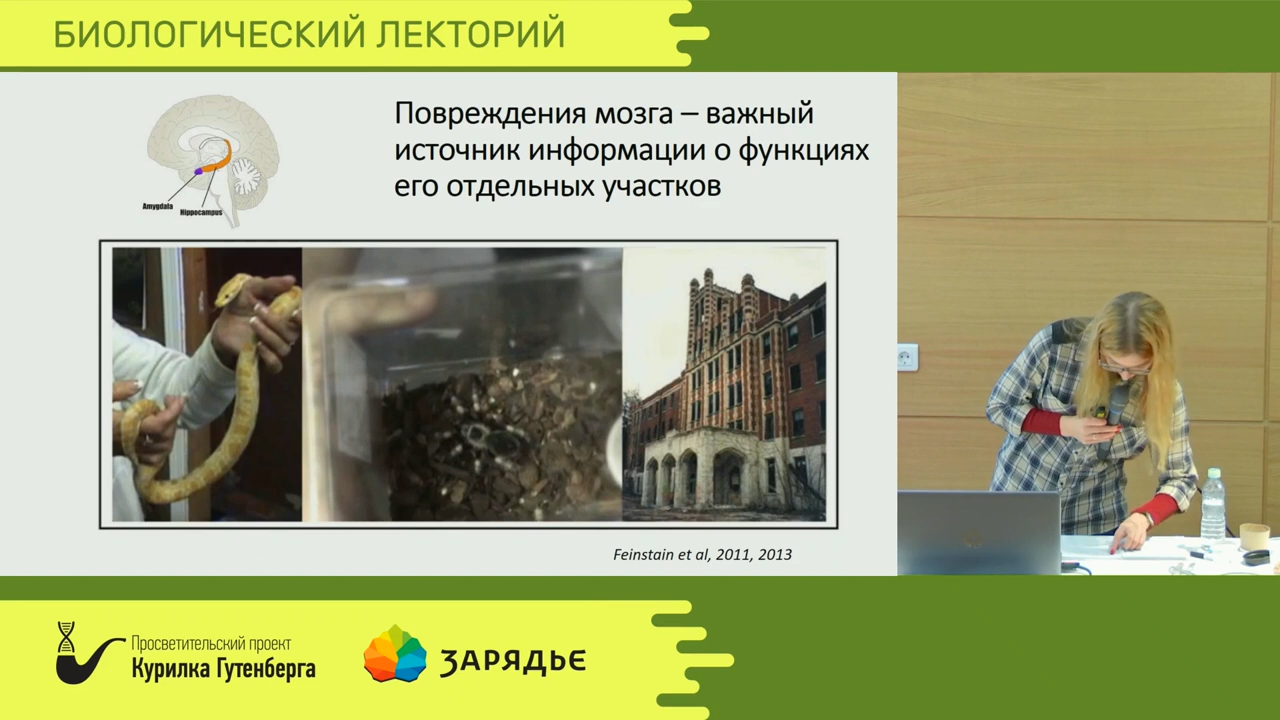 БИОЛОГИЧЕСКИЙ ЛЕКТОРИЙ
Повреждения мозга – важный
источник информации о функциях
его отдельных участков
Amygdala
Hippocampus
Feinstain et al, 2011, 2013
Просветительский проект
Курилка Гутенберга
ЗАРЯДЬЕ